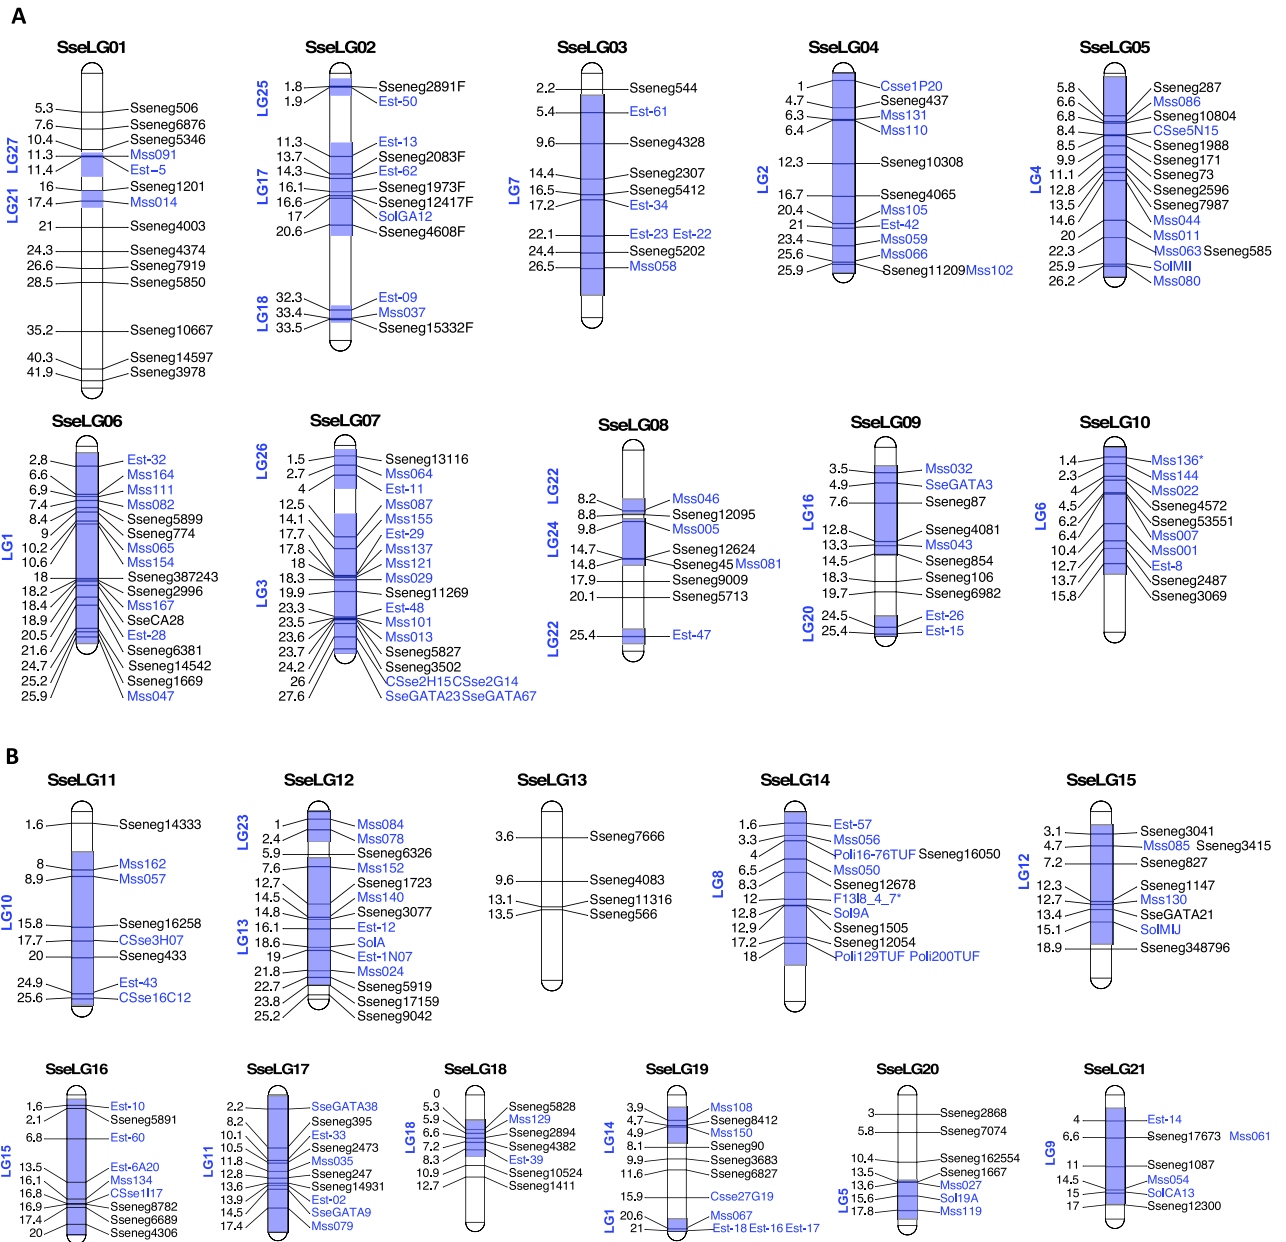 A
SseLG01
LG27
LG21
5.3 Sseneg506
7.6 Sseneg6876
10.4 Sseneg5346
11.3 Mss091
11.4 Est-5
16 Sseneg1201
17.4 Mss014
21 Sseneg4003
24.3 Sseneg4374
26.6 Sseneg7919
28.5 Sseneg5850
35.2 Sseneg10667
40.3 Sseneg14597
41.9 Sseneg3978
SseLG02
LG25
LG17
LG18
1.8 Sseneg2891F
1.9 Est-50
11.3 Est-13
13.7 Sseneg2083F
14.3 Est-62
16.1 Sseneg1973F
16.6 Sseneg12417F
17 SolGA12
20.6 Sseneg4608F
32.3 Est-09
33.4 Mss037
33.5 Sseneg15332F
SseLG03
LG7
2.2 Sseneg544
5.4 Est-61
9.6 Sseneg4328
14.4 Sseneg2307
16.5 Sseneg5412
17.2 Est-34
22.1 Est-23 Est-22
24.4 Sseneg5202
26.5 Mss058
SseLG04
LG2
1 Csse1P20
4.7 Sseneg437
6.3 Mss131
6.4 Mss110
12.3 Sseneg10308
16.7 Sseneg4065
20.4 Mss105
21 Est-42
23.4 Mss059
25.6 Mss066
25.9 Sseneg11209 Mss102
SseLG05
LG4
5.8 Sseneg287
6.6 Mss086
6.8 Sseneg10804
8.4 CSse5N15
8.5 Sseneg1988
9.9 Sseneg171
11.1 Sseneg73
12.8 Sseneg2596
13.5 Sseneg7987
14.6 Mss044
20 Mss011
22.3 Mss063 Sseneg585
25.9 SolMII
26.2 Mss080
SseLG06
LG1
2.8 Est-32
6.6 Mss164
6.9 Mss111
7.4 Mss082
8.4 Sseneg5899
9 Sseneg774
10.2 Mss065
10.6 Mss154
18 Sseneg387243
18.2 Sseneg2996
18.4 Mss167
18.9 SseCA28
20.5 Est-28
21.6 Sseneg6381
24.7 Sseneg14542
25.2 Sseneg1669
25.9 Mss047
SseLG07
LG26
LG3
1.5 Sseneg13116
2.7 Mss064
4 Est-11
12.5 Mss087
14.1 Mss155
17.7 Est-29
17.8 Mss137
18 Mss121
18.3 Mss029
19.9 Sseneg11269
23.3 Est-48
23.5 Mss101
23.6 Mss013
23.7 Sseneg5827
24.2 Sseneg3502
26 CSse2H15 CSse2G14
27.6 SseGATA23 SseGATA67
SseLG08
LG22
LG24
LG22
8.2 Mss046
8.8 Sseneg12095
9.8 Mss005
14.7 Sseneg12624
14.8 Sseneg45 Mss081
17.9 Sseneg9009
20.1 Sseneg5713
25.4 Est-47
SseLG09
LG16
LG20
3.5 Mss032
4.9 SseGATA3
7.6 Sseneg87
12.8 Sseneg4081
13.3 Mss043
14.5 Sseneg854
18.3 Sseneg106
19.7 Sseneg6982
24.5 Est-26
25.4 Est-15
SseLG10
LG6
1.4 Mss136*
2.3 Mss144
4 Mss022
4.5 Sseneg4572
6.2 Sseneg53551
6.4 Mss007
10.4 Mss001
12.7 Est-8
13.7 Sseneg2487
15.8 Sseneg3069
B
SseLG11
LG10
1.6 Sseneg14333
8 Mss162
8.9 Mss057
15.8 Sseneg16258
17.7 CSse3H07
20 Sseneg433
24.9 Est-43
25.6 CSse16C12
SseLG12
LG23
LG13
1 Mss084
2.4 Mss078
5.9 Sseneg6326
7.6 Mss152
12.7 Sseneg1723
14.5 Mss140
14.8 Sseneg3077
16.1 Est-12
18.6 SolA
19 Est-1N07
21.8 Mss024
22.7 Sseneg5919
23.8 Sseneg17159
25.2 Sseneg9042
SseLG13
3.6 Sseneg7666
9.6 Sseneg4083
13.1 Sseneg11316
13.5 Sseneg566
SseLG14
LG8
1.6 Est-57
3.3 Mss056
4 Poli16-76TUF Sseneg16050
6.5 Mss050
8.3 Sseneg12678
12 F13I8_4_7*
12.8 Sol9A
12.9 Sseneg1505
17.2 Sseneg12054
18 Poli129TUF Poli200TUF
SseLG15
LG12
3.1 Sseneg3041
4.7 Mss085 Sseneg3415
7.2 Sseneg827
12.3 Sseneg1147
12.7 Mss130
13.4 SseGATA21
15.1 SolMIJ
18.9 Sseneg348796
SseLG16
LG15
1.6 Est-10
2.1 Sseneg5891
6.8 Est-60
13.5 Est-6A20
16.1 Mss134
16.8 CSse1I17
16.9 Sseneg8782
17.4 Sseneg6689
20 Sseneg4306
SseLG17
LG11
2.2 SseGATA38
8.2 Sseneg395
10.1 Est-33
10.5 Sseneg2473
11.8 Mss035
12.8 Sseneg247
13.6 Sseneg14931
13.9 Est-02
14.5 SseGATA9
17.4 Mss079
SseLG18
LG18
0
5.3 Sseneg5828
5.9 Mss129
6.6 Sseneg2894
7.2 Sseneg4382
8.3 Est-39
10.9 Sseneg10524
12.7 Sseneg1411
SseLG19
LG14
LG1
3.9 Mss108
4.7 Sseneg8412
4.9 Mss150
8.1 Sseneg90
9.9 Sseneg3683
11.6 Sseneg6827
15.9 Csse27G19
20.6 Mss067
21 Est-18 Est-16 Est-17
SseLG20
LG5
3 Sseneg2868
5.8 Sseneg7074
10.4 Sseneg162554
13.5 Sseneg1667
13.6 Mss027
15.6 Sol19A
17.8 Mss119
SseLG21
LG9
4 Est-14
6.6 Sseneg17673 Mss061
11 Sseneg1087
14.5 Mss054
15 SolCA13
17 Sseneg12300